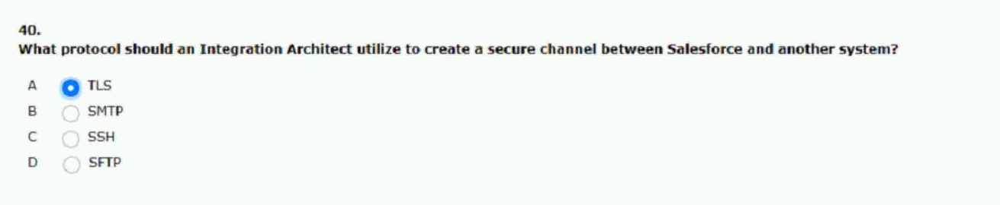 40.
What protocol should an Integration Architect utilize to create a secure channel between Salesforce and another system?
A TLS
B SMTP
C SSH
D SFTP